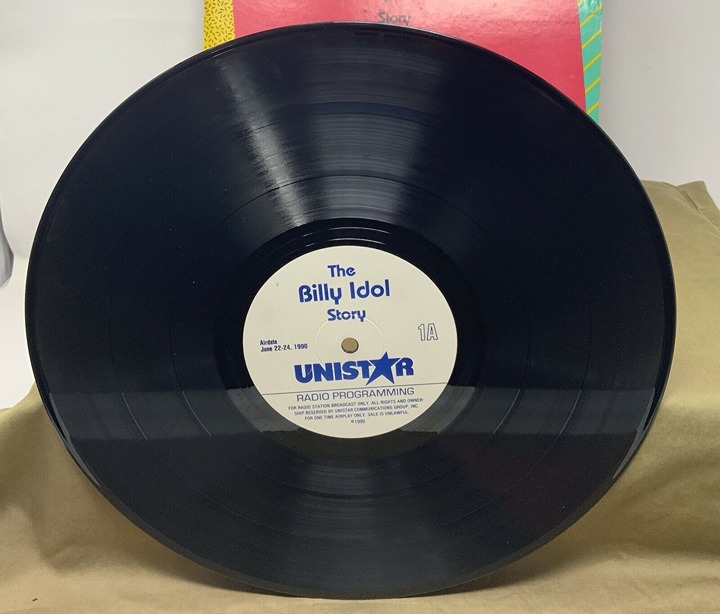 Story
The
Billy Idol
Story
1A
Airdate
June 22-24, 1990
UNIST★R
RADIO PROGRAMMING
FOR RADIO STATION BROADCAST ONLY. ALL RIGHTS AND OWNER-
SHIP RESERVED BY UNISTAR COMMUNICATIONS GROUP, INC
FOR ONE TIME AIRPLAY ONLY. SALE IS UNLAWFUL.
©1990